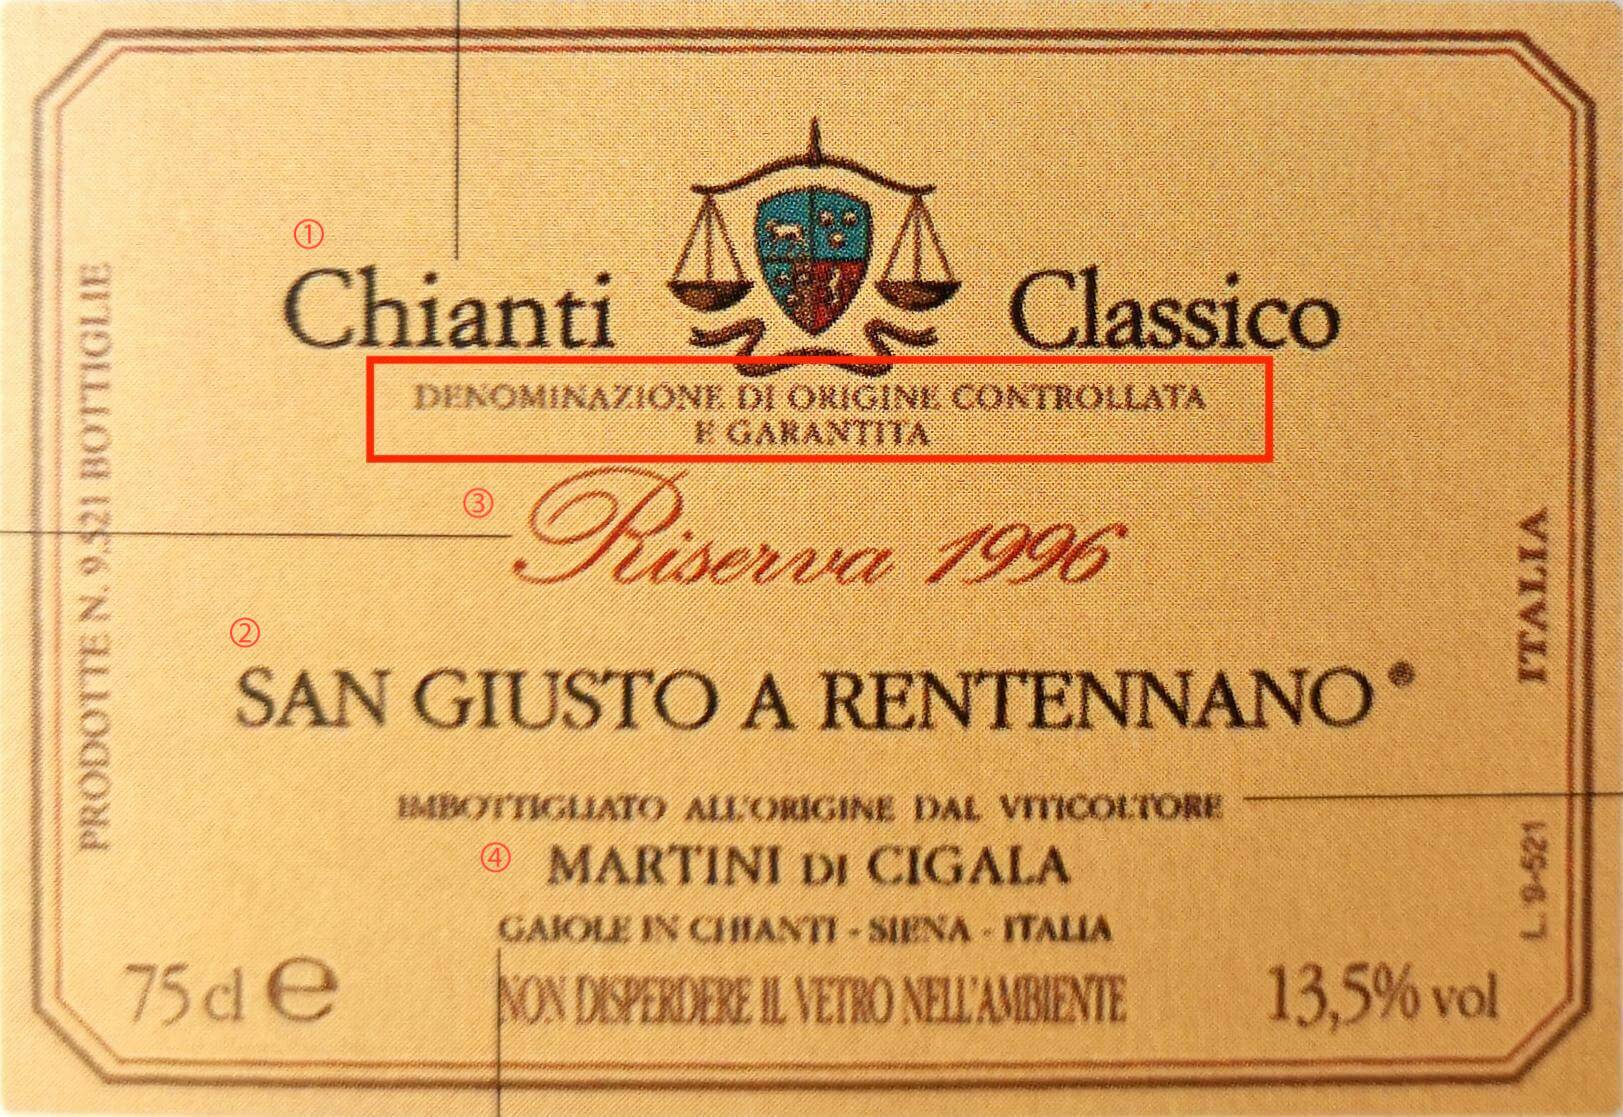 ①
Chianti Classico
DENOMINAZIONE DI ORIGINE CONTROLLATA
E GARANTITA
③
Riserva 1996
②
SAN GIUSTO A RENTENNANO®
IMBOTTIGLIATO ALL'ORIGINE DAL VITICOLTORE
④ MARTINI DI CIGALA
GAIOLE IN CHIANTI - SIENA - ITALIA
75 cl e
NON DISPERDERE IL VETRO NELL'AMBIENTE
13,5% vol
PRODOTTE N. 9.521 BOTTIGLIE
ITALIA
L. 9-521